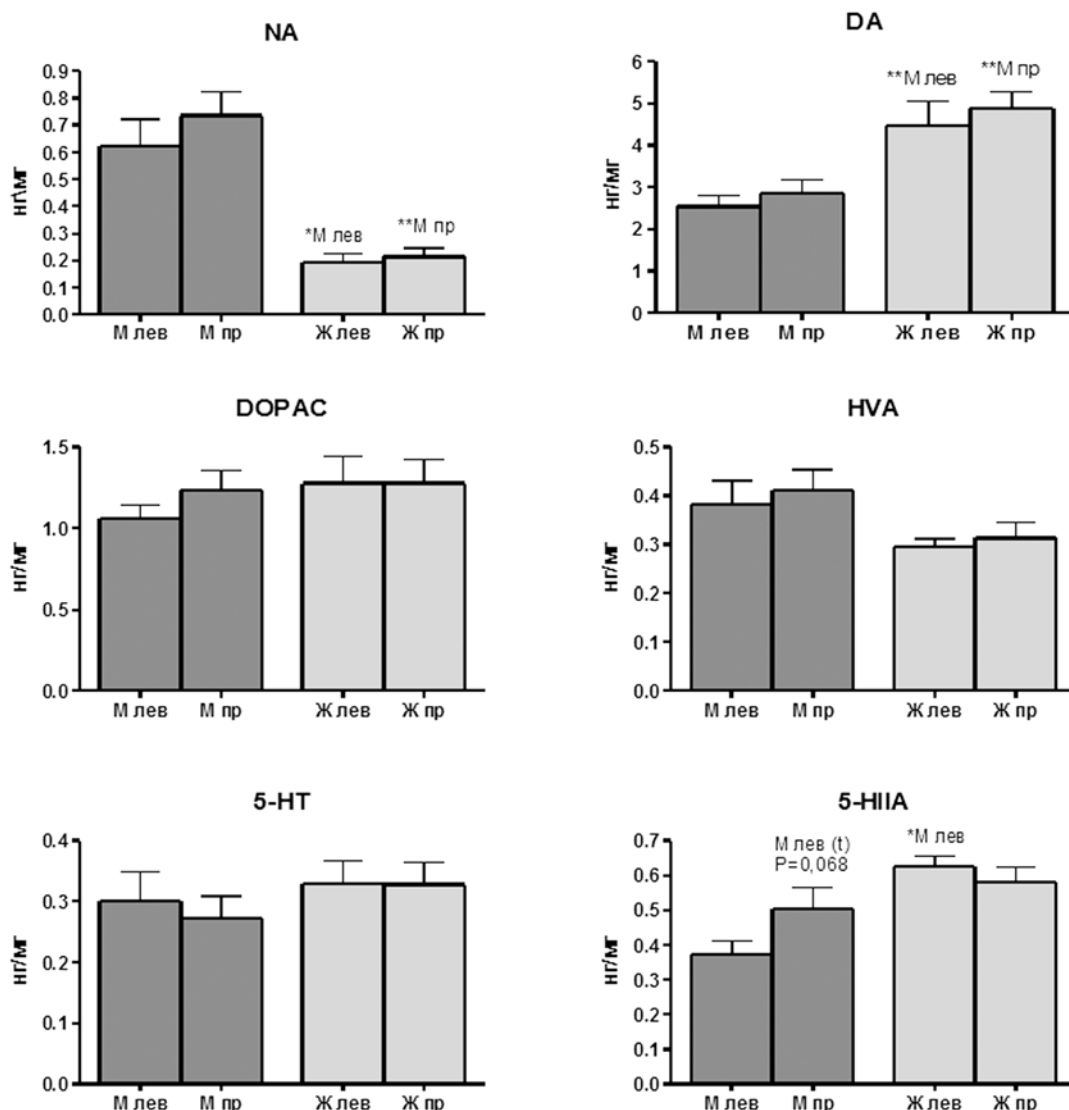 NA
нг\мг
0.9
0.8
0.7
0.6
0.5
0.4
0.3
0.2
0.1
0.0
*М лев
**М пр
М лев
М пр
Ж лев
Ж пр
DA
нг/мг
6
5
4
3
2
1
0
**М лев
**М пр
М лев
М пр
Ж лев
Ж пр
DOPAC
нг/мг
1.5
1.0
0.5
0.0
М лев
М пр
Ж лев
Ж пр
HVA
нг/мг
0.5
0.4
0.3
0.2
0.1
0.0
М лев
М пр
Ж лев
Ж пр
5-HT
нг/мг
0.4
0.3
0.2
0.1
0.0
М лев
М пр
Ж лев
Ж пр
5-HIIA
нг/мг
0.7
0.6
0.5
0.4
0.3
0.2
0.1
0.0
М лев (t)
P=0,068
*М лев
М лев
М пр
Ж лев
Ж пр